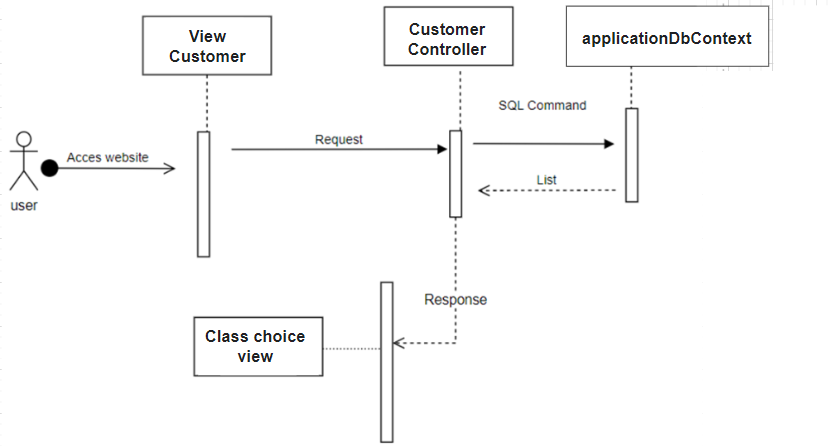 View
Customer
Customer
Controller
applicationDbContext
SQL Command
Request
Acces website
List
user
Response
Class choice
view